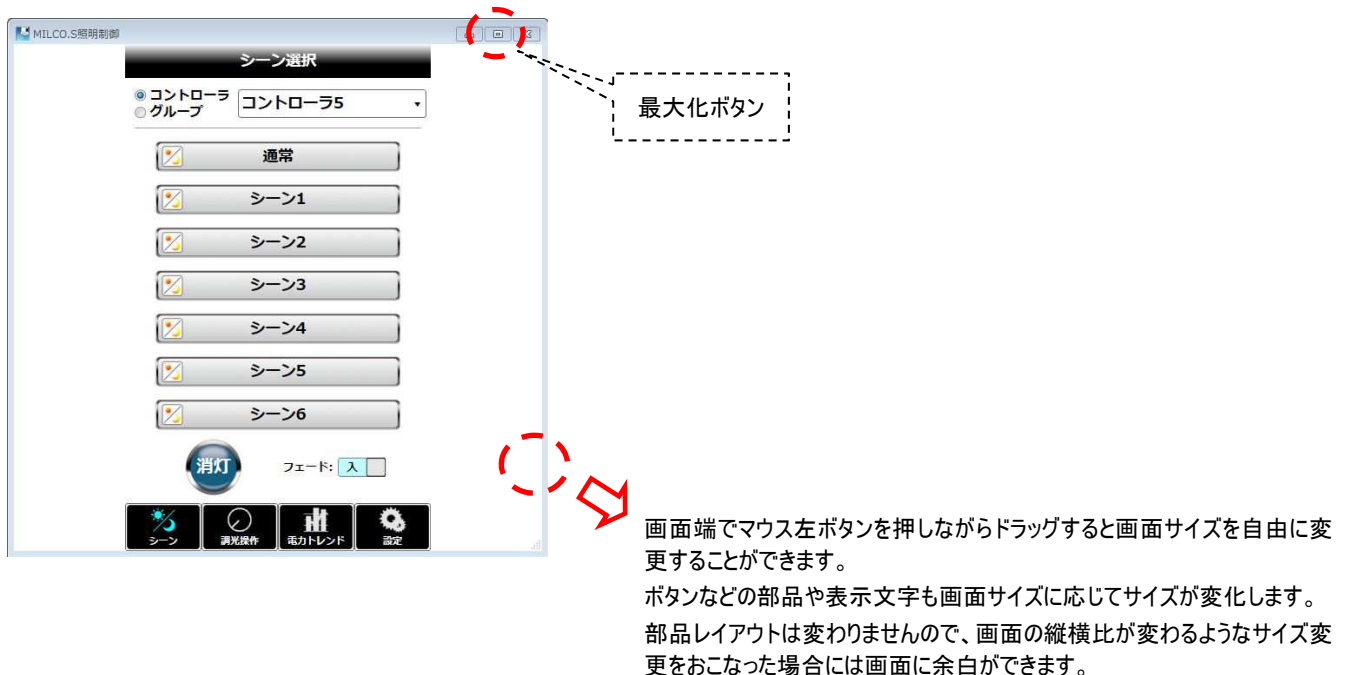 MILCO.S照明制御
シーン選択
コントローラ
グループ
コントローラ5
最大化ボタン
通常
シーン1
シーン2
シーン3
シーン4
シーン5
シーン6
消灯
フェード: 入
シーン
調光操作
電力トレンド
設定
画面端でマウス左ボタンを押しながらドラッグすると画面サイズを自由に変
更することができます。
ボタンなどの部品や表示文字も画面サイズに応じてサイズが変化します。
部品レイアウトは変わりませんので、画面の縦横比が変わるようなサイズ変
更をおこなった場合には画面に余白ができます。